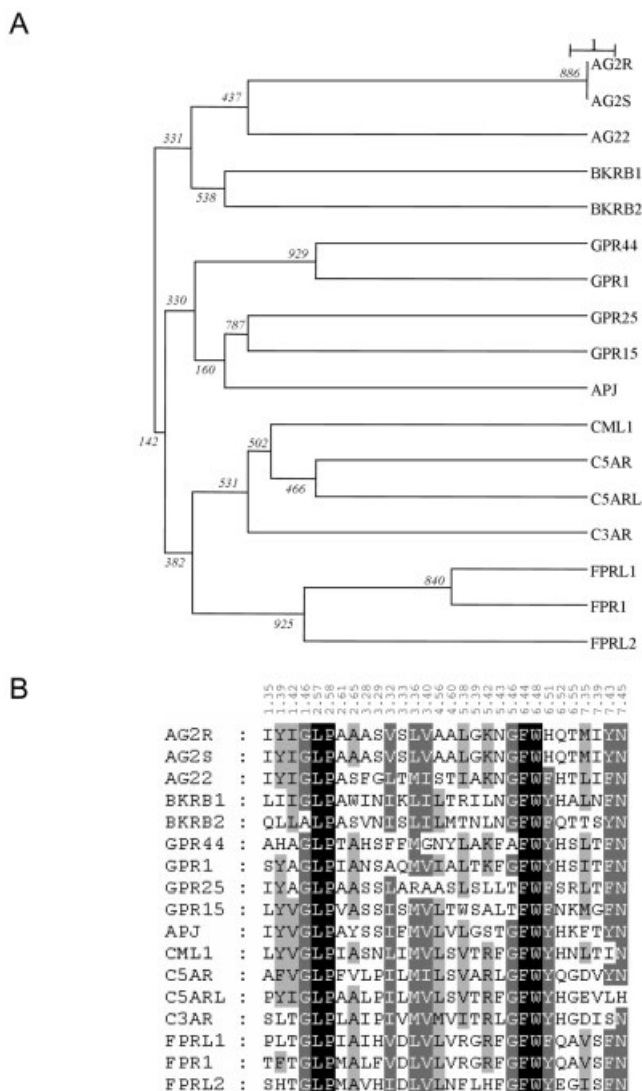 A
1
886
AG2R
AG2S
437
AG22
331
BKRB1
538
BKRB2
GPR44
929
GPR1
330
GPR25
787
GPR15
160
APJ
142
CML1
502
C5AR
531
466
C5ARL
C3AR
382
FPRL1
840
FPR1
925
FPRL2
B
1.35 1.39 1.42 1.46 2.57 2.58 2.61 2.65 3.28 3.29 3.32 3.33 3.36 3.40 4.56 4.60 5.38 5.39 5.42 5.43 5.46 6.44 6.48 6.51 6.52 6.55 7.35 7.39 7.43 7.45
AG2R : IYIGLPAAASVSLVAALGKNGFWHQTMIYN
AG2S : IYIGLPAAASVSLVAALGKNGFWHQTMIYN
AG22 : IYIGLPASFGLTMISTIAKNGFWFHTLIFN
BKRB1 : LIIGLPAWINIKLILTRILNGFWYHALNFN
BKRB2 : QLLALPASVNISLILMTNLNGFWFQTTSYN
GPR44 : AHAGLPTAHSFFMGNYLAKFAFWYHSLTFN
GPR1 : SYAGLPIANSAQMVIALTKFGFWYHSLIFN
GPR25 : IYAGLPAASSLARAASLSLLTFWFSRLTFN
GPR15 : LYVGLPVASSISMVLTWSALTFWFNKMGFN
APJ : IYVGLPAYSSIFMVLVLGSTGFWYHKFTYN
CML1 : LYVGLPIASNLIMVLSVARFGFWYHNLTIN
C5AR : AFVGLPFVLPILMILSVARLGFWYQGDVYN
C5ARL : PYIGLPAALPILMVLSVTRFGFWYHGEVLH
C3AR : SLTGLPLAIPIVMVMVITRLGFWYHGDISN
FPRL1 : PLTGLPIAIHVDLVLVRGRFGFWFQAVSFN
FPR1 : TFTGLPMALFVDLVLVRGRFGFWYQAVSFN
FPRL2 : SHTGLPMAVHIDLVLNFLHFGFWFEGISFN